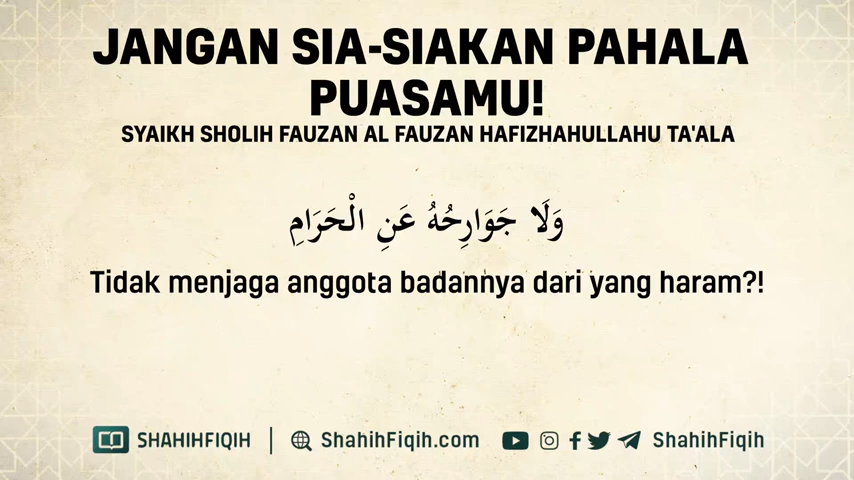 JANGAN SIA-SIAKAN PAHALA
PUASAMU!
SYAIKH SHOLIH FAUZAN AL FAUZAN HAFIZHAHULLAHU TA'ALA
وَلَا جَوَارِحُهُ عَنِ الْحَرَامِ
Tidak menjaga anggota badannya dari yang haram?!
SHAHIHFIQIH | ShahihFiqih.com ShahihFiqih